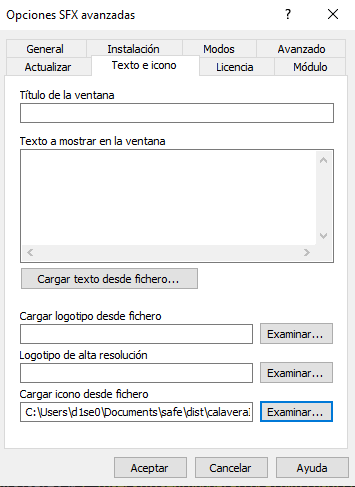 Opciones SFX avanzadas ? ×
General Instalación Modos Avanzado
Actualizar Texto e icono Licencia Módulo
Título de la ventana
Texto a mostrar en la ventana
Cargar texto desde fichero...
Cargar logotipo desde fichero
Examinar...
Logotipo de alta resolución
Examinar...
Cargar icono desde fichero
C:\Users\d1se0\Documents\safe\dist\calavera Examinar...
Aceptar Cancelar Ayuda